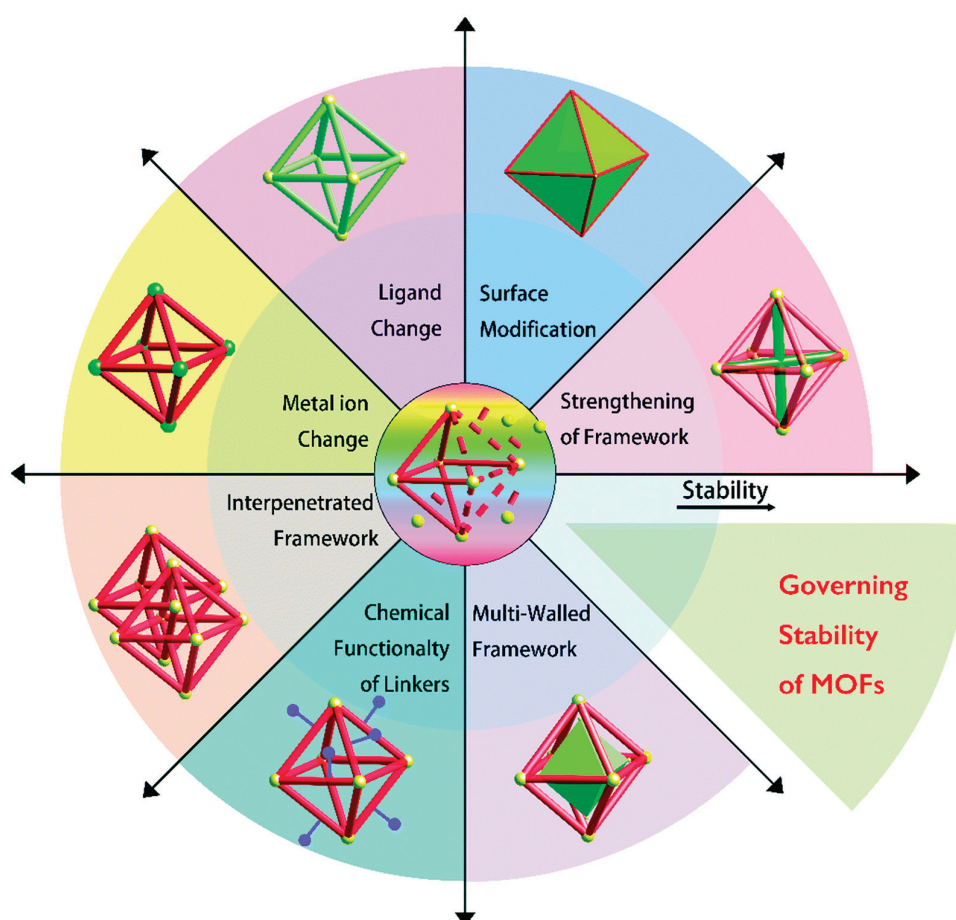 Ligand
Change
Surface
Modification
Metal ion
Change
Strengthening
of Framework
Interpenetrated
Framework
Stability
Chemical
Functionalty
of Linkers
Multi-Walled
Framework
Governing
Stability
of MOFs